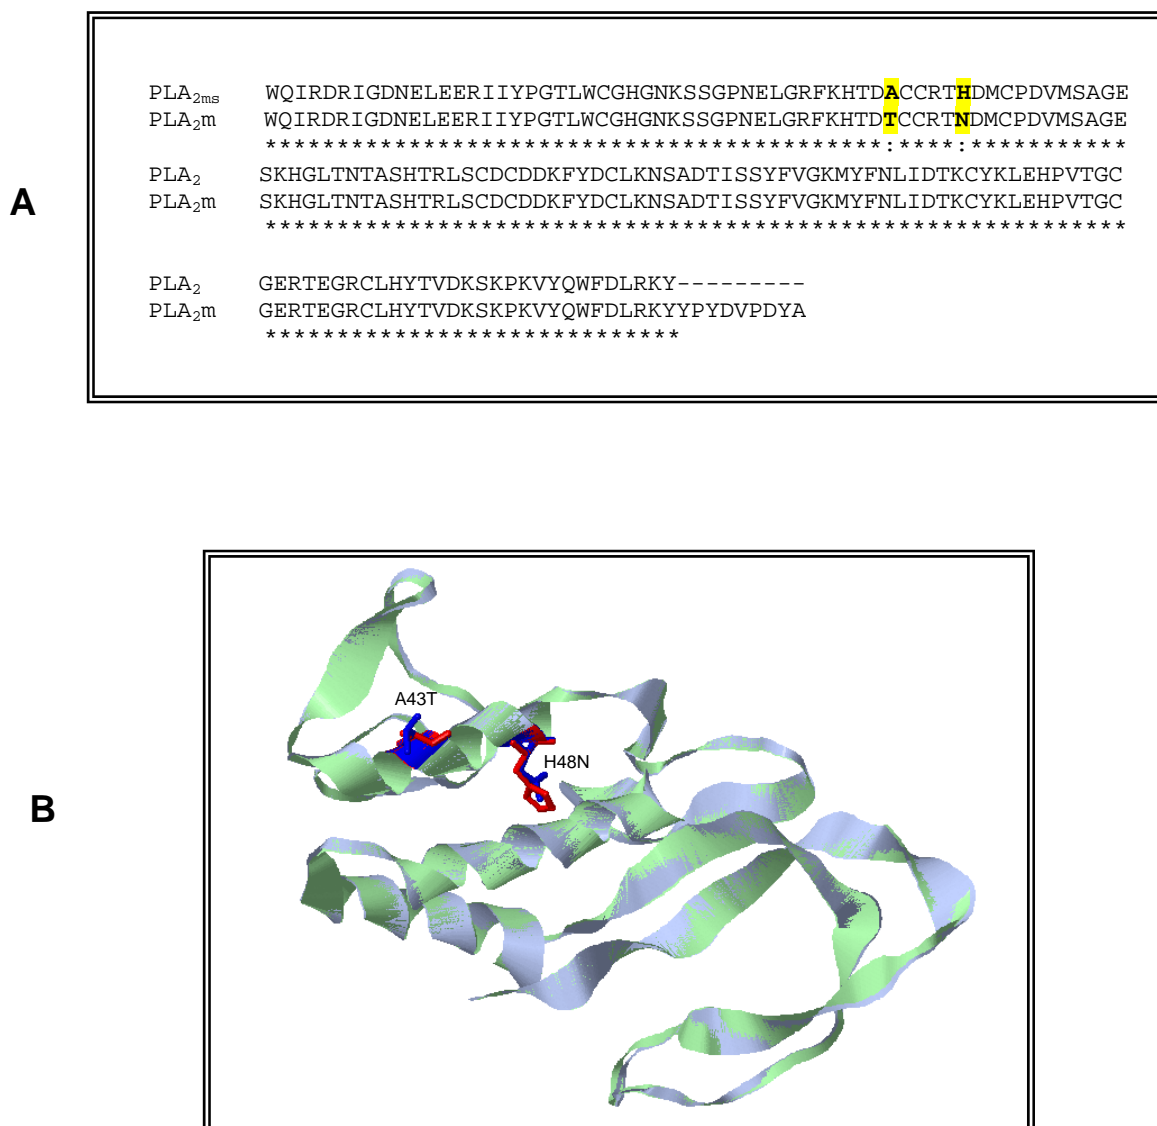 PLA2ms WQIRDRIGDNELEERIIYPGTLWCGHGNKSSGPNELGRFKHTDACCRTHDMCPDVMSAGE
PLA2m WQIRDRIGDNELEERIIYPGTLWCGHGNKSSGPNELGRFKHTDTCCRTNDMCPDVMSAGE
*******************************************:****:***********
A
PLA2 SKHGLTNTASHTRLSCDCDDKFYDCLKNSADTISSYFVGKMYFNLIDTKCYKLEHPVTGC
PLA2m SKHGLTNTASHTRLSCDCDDKFYDCLKNSADTISSYFVGKMYFNLIDTKCYKLEHPVTGC
************************************************************
PLA2 GERTEGRCLHYTVDKSKPKVYQWFDLRKY---------
PLA2m GERTEGRCLHYTVDKSKPKVYQWFDLRKYYPYDVPDYA
*****************************
A43T
H48N
B